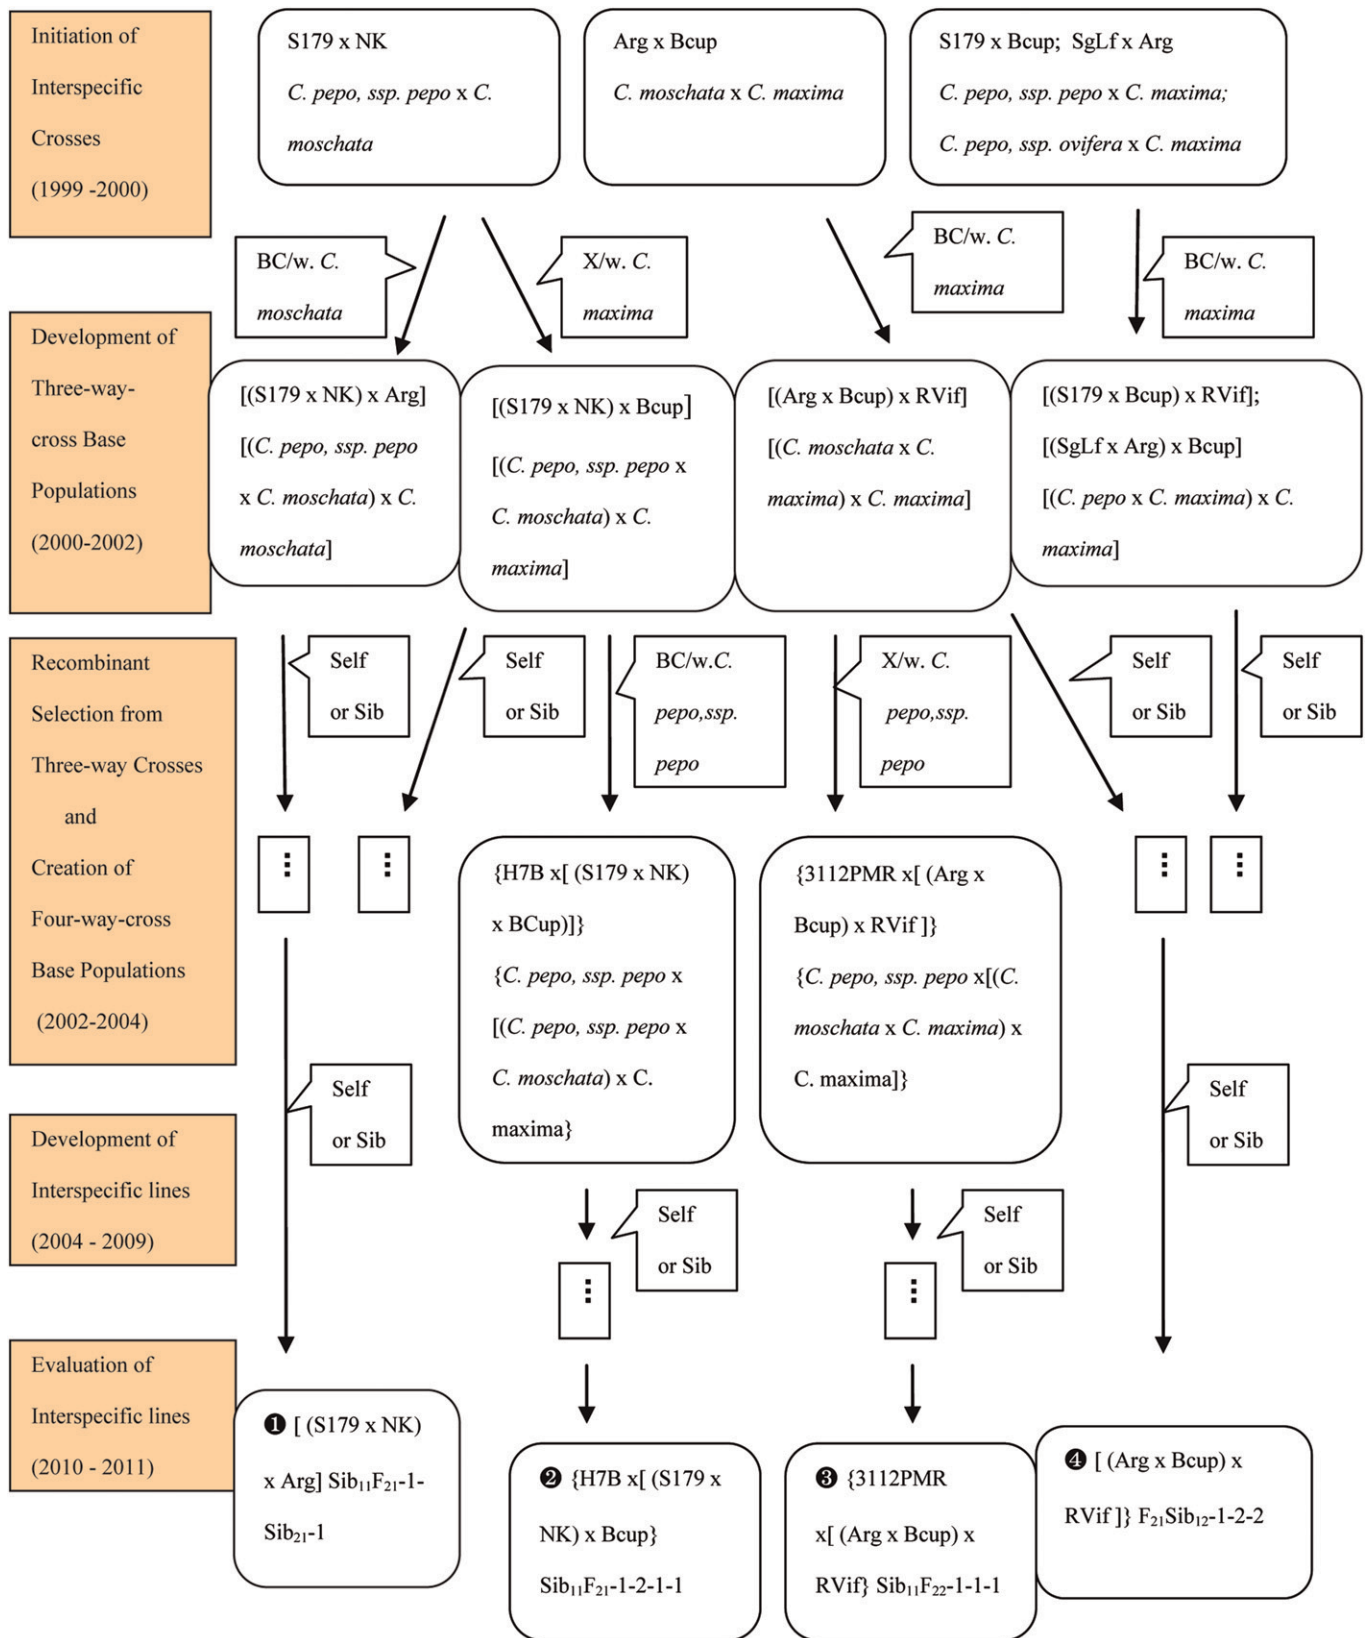 Initiation of
Interspecific
Crosses
(1999 -2000)
S179 x NK
C. pepo, ssp. pepo x C.
moschata
Arg x Bcup
C. moschata x C. maxima
S179 x Bcup; SgLf x Arg
C. pepo, ssp. pepo x C. maxima;
C. pepo, ssp. ovifera x C. maxima
BC/w. C.
moschata
X/w. C.
maxima
BC/w. C.
maxima
BC/w. C.
maxima
Development of
Three-way-
cross Base
Populations
(2000-2002)
[(S179 x NK) x Arg]
[(C. pepo, ssp. pepo
x C. moschata) x C.
moschata]
[(S179 x NK) x Bcup]
[(C. pepo, ssp. pepo x
C. moschata) x C.
maxima]
[(Arg x Bcup) x RVif]
[(C. moschata x C.
maxima) x C. maxima]
[(S179 x Bcup) x RVif];
[(SgLf x Arg) x Bcup]
[(C. pepo x C. maxima) x C.
maxima]
Recombinant
Selection from
Three-way Crosses
and
Creation of
Four-way-cross
Base Populations
(2002-2004)
Self
or Sib
Self
or Sib
BC/w.C.
pepo,ssp.
pepo
X/w. C.
pepo,ssp.
pepo
Self
or Sib
Self
or Sib
{H7B x[ (S179 x NK)
x BCup)]}
{C. pepo, ssp. pepo x
[(C. pepo, ssp. pepo x
C. moschata) x C.
maxima}
{3112PMR x[ (Arg x
Bcup) x RVif ]}
{C. pepo, ssp. pepo x[(C.
moschata x C. maxima) x
C. maxima]}
Self
or Sib
Self
or Sib
Development of
Interspecific lines
(2004 - 2009)
Self
or Sib
Self
or Sib
Evaluation of
Interspecific lines
(2010 - 2011)
❶ [ (S179 x NK)
x Arg] Sib₁₁F₂₁-1-
Sib₂₁-1
❷ {H7B x[ (S179 x
NK) x Bcup}
Sib₁₁F₂₁-1-2-1-1
❸ {3112PMR
x[ (Arg x Bcup) x
RVif} Sib₁₁F₂₂-1-1-1
❹ [ (Arg x Bcup) x
RVif ]} F₂₁Sib₁₂-1-2-2